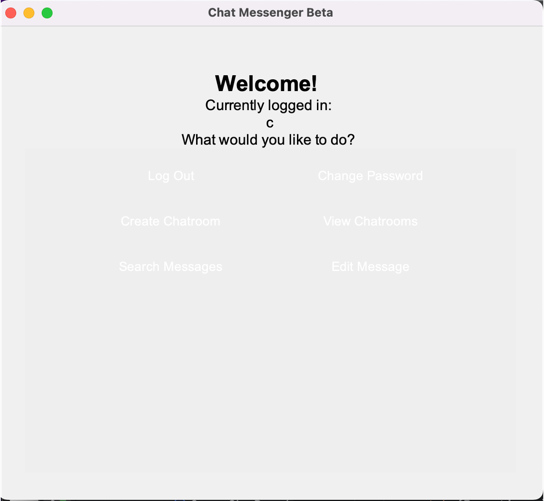 Chat Messenger Beta
Welcome!
Currently logged in:
c
What would you like to do?
Log Out Change Password
Create Chatroom View Chatrooms
Search Messages Edit Message